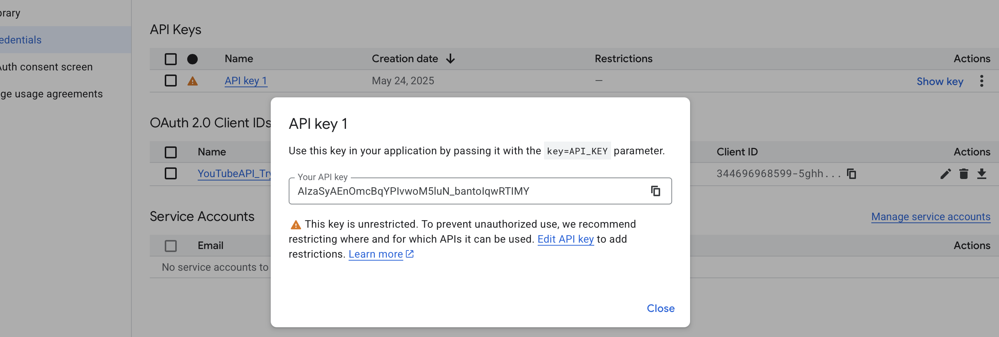 brary
edentials
Auth consent screen
ge usage agreements
API Keys
Name Creation date Restrictions Actions
API key 1 May 24, 2025 — Show key
OAuth 2.0 Client IDs
Name Client ID Actions
YouTubeAPI_Try 344696968599-5ghh...
Service Accounts Manage service accounts
Email Actions
No service accounts to
API key 1
Use this key in your application by passing it with the key=API_KEY parameter.
Your API key
AIzaSyAEnOmcBqYPIvwoM5luN_bantoIqwRTIMY
This key is unrestricted. To prevent unauthorized use, we recommend
restricting where and for which APIs it can be used. Edit API key to add
restrictions. Learn more
Close